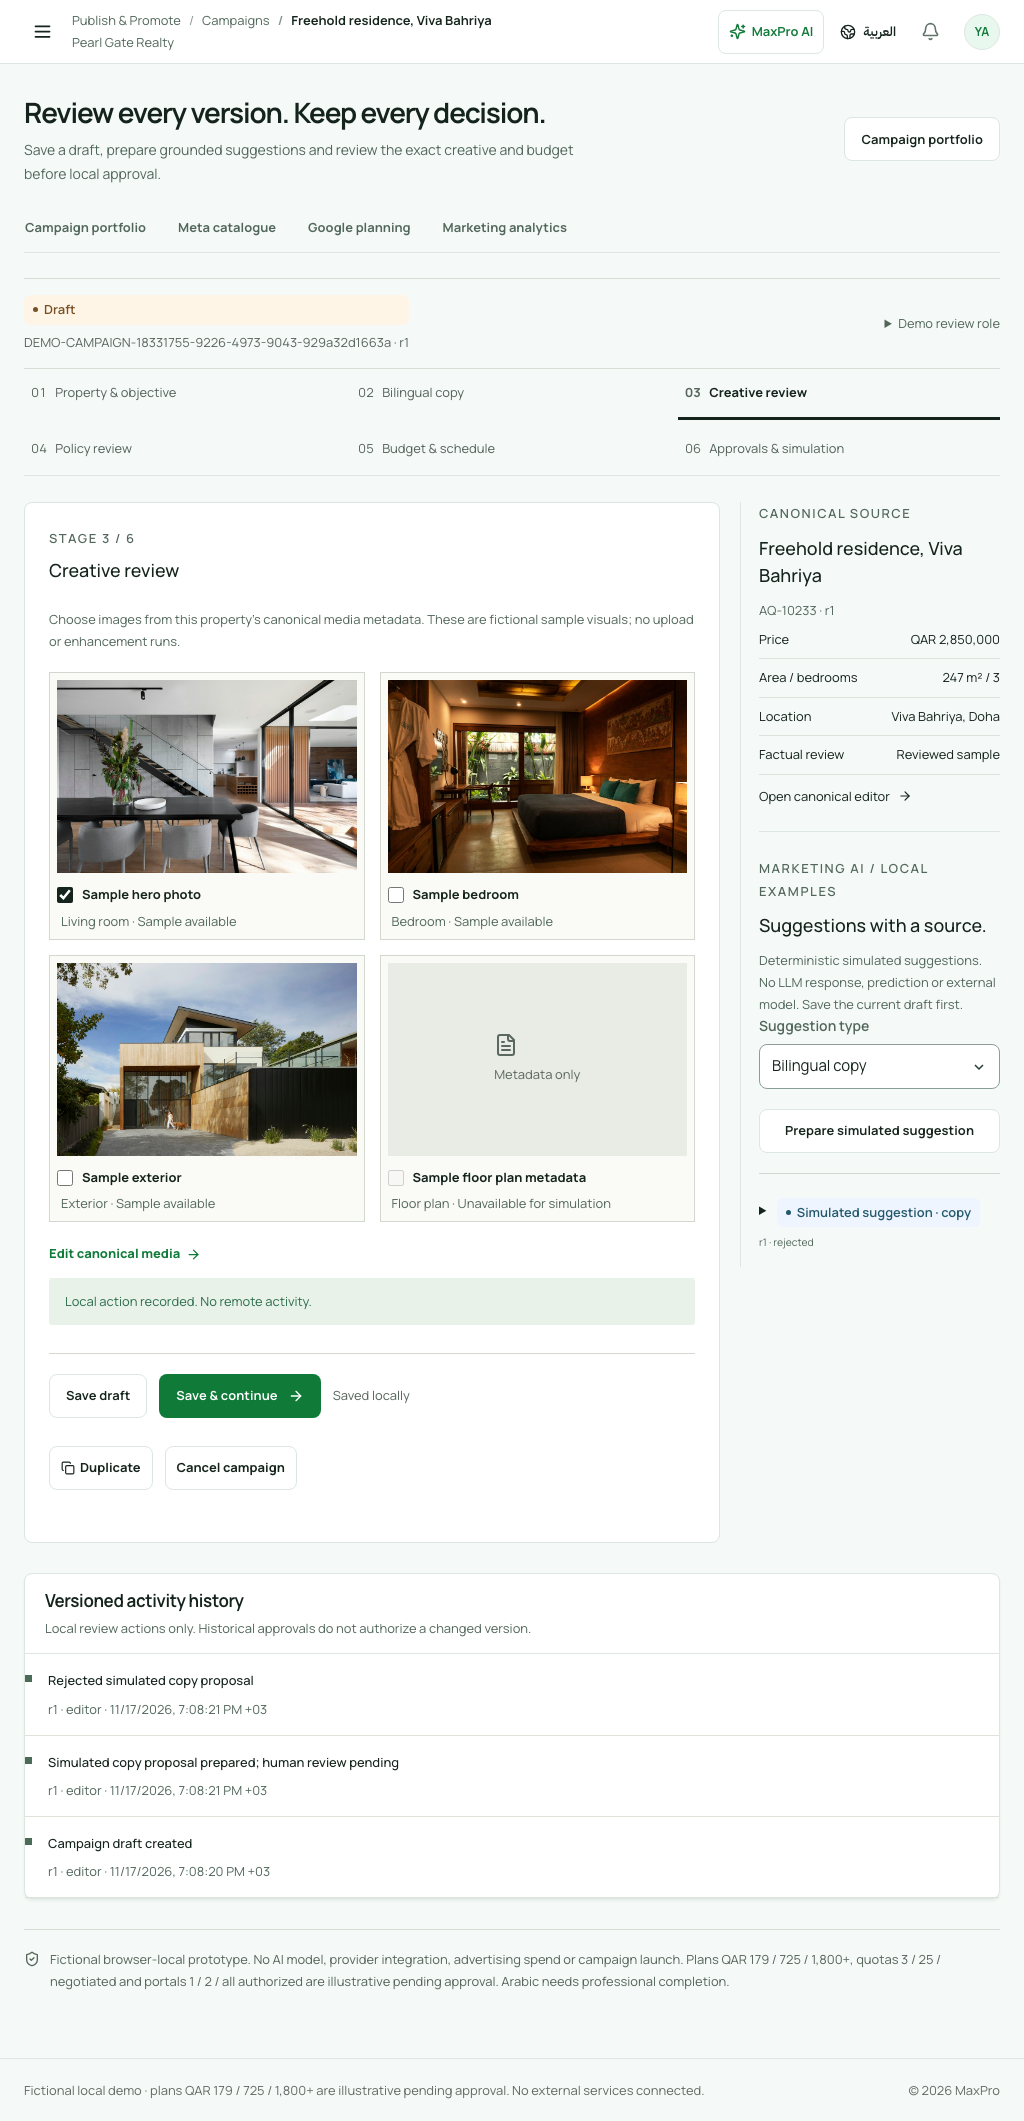 Publish & Promote / Campaigns / Freehold residence, Viva Bahriya
Pearl Gate Realty
MaxPro AI
العربية
YA
Review every version. Keep every decision.
Save a draft, prepare grounded suggestions and review the exact creative and budget
before local approval.
Campaign portfolio
Campaign portfolio
Meta catalogue
Google planning
Marketing analytics
Draft
DEMO-CAMPAIGN-18331755-9226-4973-9043-929a32d1663a · r1
Demo review role
01 Property & objective
02 Bilingual copy
03 Creative review
04 Policy review
05 Budget & schedule
06 Approvals & simulation
STAGE 3 / 6
Creative review
Choose images from this property's canonical media metadata. These are fictional sample visuals; no upload
or enhancement runs.
Sample hero photo
Living room · Sample available
Sample bedroom
Bedroom · Sample available
Sample exterior
Exterior · Sample available
Metadata only
Sample floor plan metadata
Floor plan · Unavailable for simulation
Edit canonical media
Local action recorded. No remote activity.
Save draft
Save & continue
Saved locally
Duplicate
Cancel campaign
CANONICAL SOURCE
Freehold residence, Viva
Bahriya
AQ-10233 · r1
Price QAR 2,850,000
Area / bedrooms 247 m² / 3
Location Viva Bahriya, Doha
Factual review Reviewed sample
Open canonical editor
MARKETING AI / LOCAL
EXAMPLES
Suggestions with a source.
Deterministic simulated suggestions.
No LLM response, prediction or external
model. Save the current draft first.
Suggestion type
Bilingual copy
Prepare simulated suggestion
Simulated suggestion · copy
r1 · rejected
Versioned activity history
Local review actions only. Historical approvals do not authorize a changed version.
Rejected simulated copy proposal
r1 · editor · 11/17/2026, 7:08:21 PM +03
Simulated copy proposal prepared; human review pending
r1 · editor · 11/17/2026, 7:08:21 PM +03
Campaign draft created
r1 · editor · 11/17/2026, 7:08:20 PM +03
Fictional browser-local prototype. No AI model, provider integration, advertising spend or campaign launch. Plans QAR 179 / 725 / 1,800+, quotas 3 / 25 /
negotiated and portals 1 / 2 / all authorized are illustrative pending approval. Arabic needs professional completion.
Fictional local demo · plans QAR 179 / 725 / 1,800+ are illustrative pending approval. No external services connected.
© 2026 MaxPro